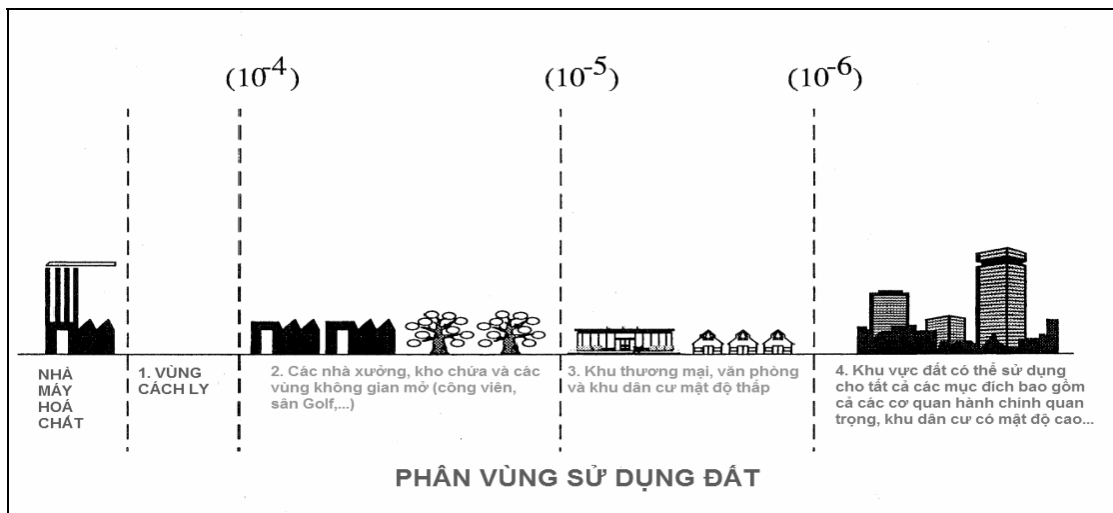 (10-4)
(10-5)
(10-6)
NHÀ
MÁY
HOÁ
CHẤT
1. VÙNG
CÁCH LY
2. Các nhà xưởng, kho chứa và các
vùng không gian mở (công viên,
sân Golf,...)
3. Khu thương mại, văn phòng
và khu dân cư mật độ thấp
4. Khu vực đất có thể sử dụng
cho tất cả các mục đích bao gồm
cả các cơ quan hành chính quan
trọng, khu dân cư có mật độ cao...
PHÂN VÙNG SỬ DỤNG ĐẤT